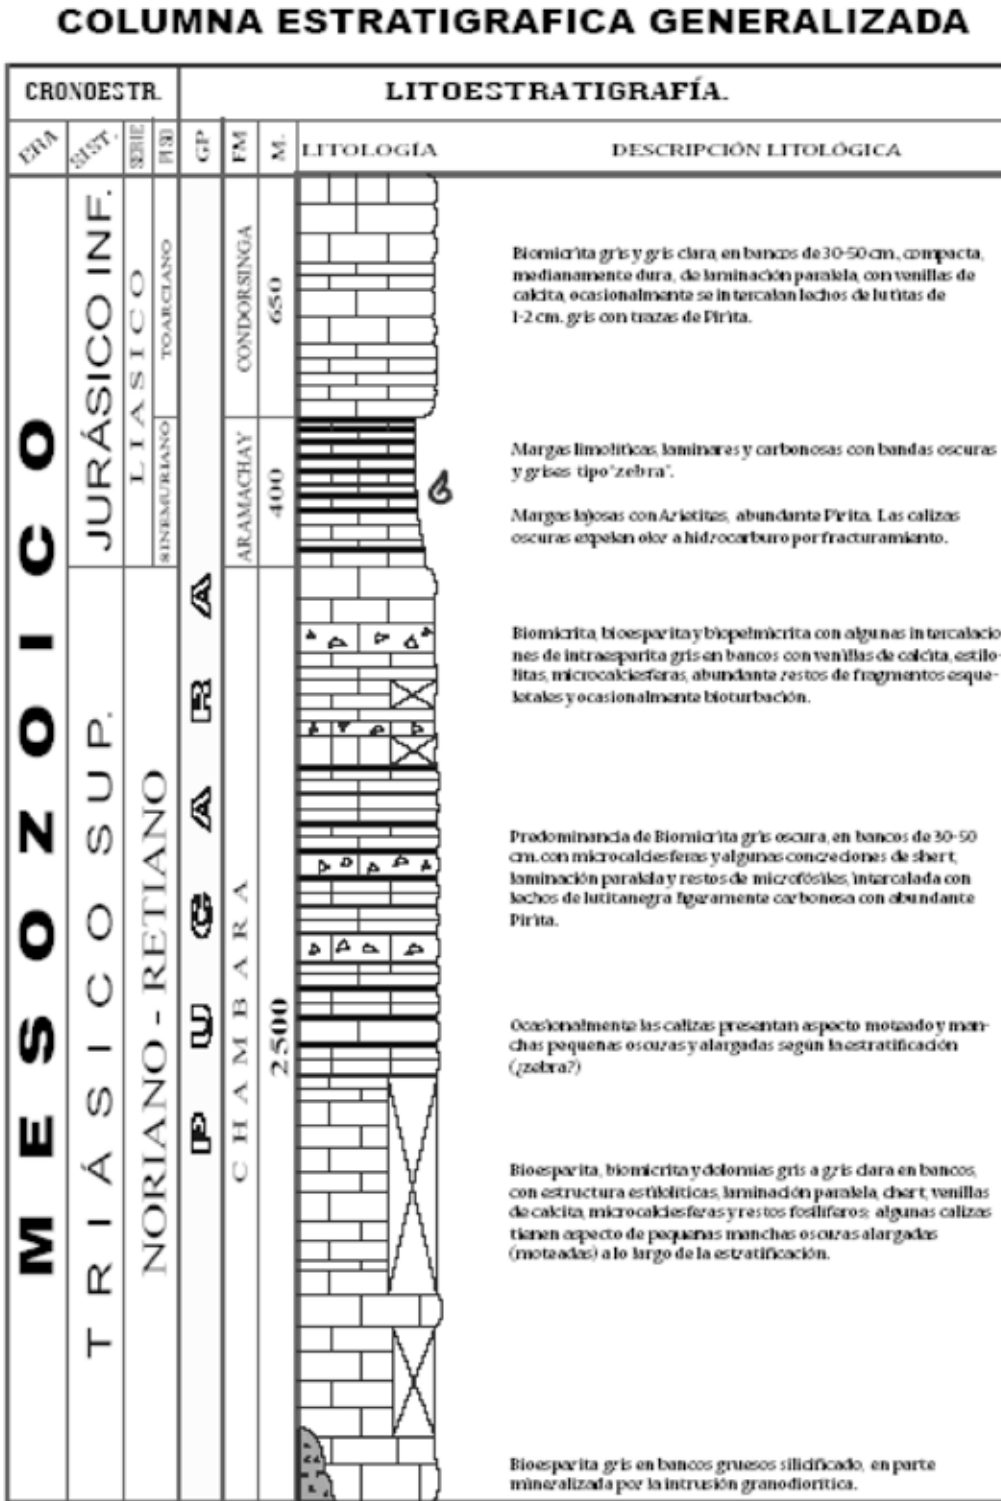 COLUMNA ESTRATIGRAFICA GENERALIZADA
CRONOESTR.
LITOESTRATIGRAFÍA.
ERA
SIST.
SERIE
PISO
GP
FM
M.
LITOLOGÍA
DESCRIPCIÓN LITOLÓGICA
MESOZOICO
JURÁSICO INF.
LIASICO
TOARCIANO
CONDORSINGA
650
Biomicrita gris y gris clara, en bancos de 30-50 cm., compacta,
medianamente dura, de laminación paralela, con venillas de
calcita, ocasionalmente se intercalan lechos de lutitas de
1-2 cm. gris con trazas de Pirita.
SINEMURIANO
ARAMACHAY
400
Margas limolíticas, laminares y carbonosas con bandas oscuras
y grises tipo "zebra".
Margas lajosas con Arietites, abundante Pirita. Las calizas
oscuras expelen olor a hidrocarburo por fracturamiento.
TRIÁSICO SUP.
NORIANO - RETIANO
PUCARA
CHAMBARA
2500
Biomicrita, bioesparita y biopelmicrita con algunas intercalacio
nes de intraesparita gris en bancos con venillas de calcita, estilo-
litas, microcalciesferas, abundante restos de fragmentos esque-
letales y ocasionalmente bioturbación.
Predominancia de Biomicrita gris oscura, en bancos de 30-50
cm. con microcalciesferas y algunas concreciones de shert,
laminación paralela y restos de microfósiles, intercalada con
lechos de lutita negra ligeramente carbonosa con abundante
Pirita.
Ocasionalmente las calizas presentan aspecto moteado y man-
chas pequeñas oscuras y alargadas según la estratificación
(¿zebra?)
Bioesparita, biomicrita y dolomias gris a gris clara en bancos,
con estructura estilolíticas, laminación paralela, chert, venillas
de calcita, microcalciesferas y restos fosilíferos; algunas calizas
tienen aspecto de pequeñas manchas oscuras alargadas
(moteadas) a lo largo de la estratificación.
Bioesparita gris en bancos gruesos silicificado, en parte
mineralizada por la intrusión granodiorítica.